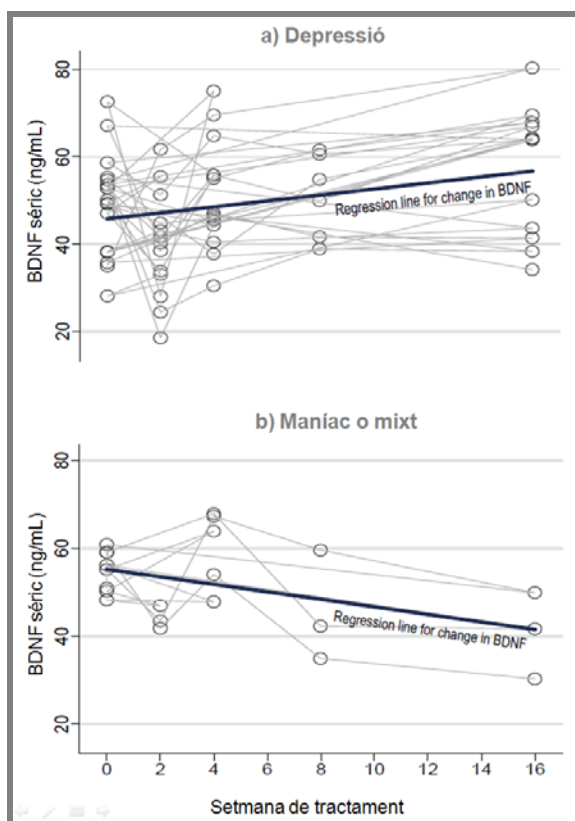 a) Depressió
80
60
40
20
BDNF sèric (ng/mL)
Regression line for change in BDNF
b) Maníac o mixt
80
60
40
20
BDNF sèric (ng/mL)
Regression line for change in BDNF
0 2 4 6 8 10 12 14 16
Setmana de tractament